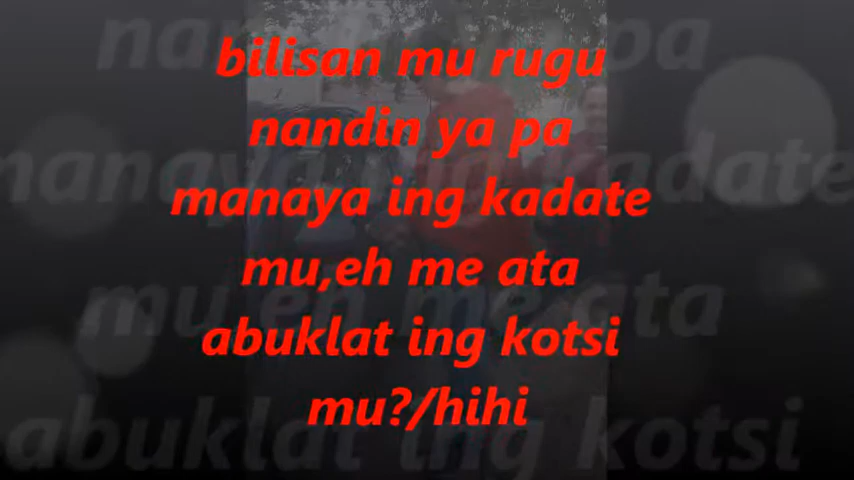 bilisan mu rugu
nandin ya pa
manaya ing kadate
mu,eh me ata
abuklat ing kotsi
mu?/hihi